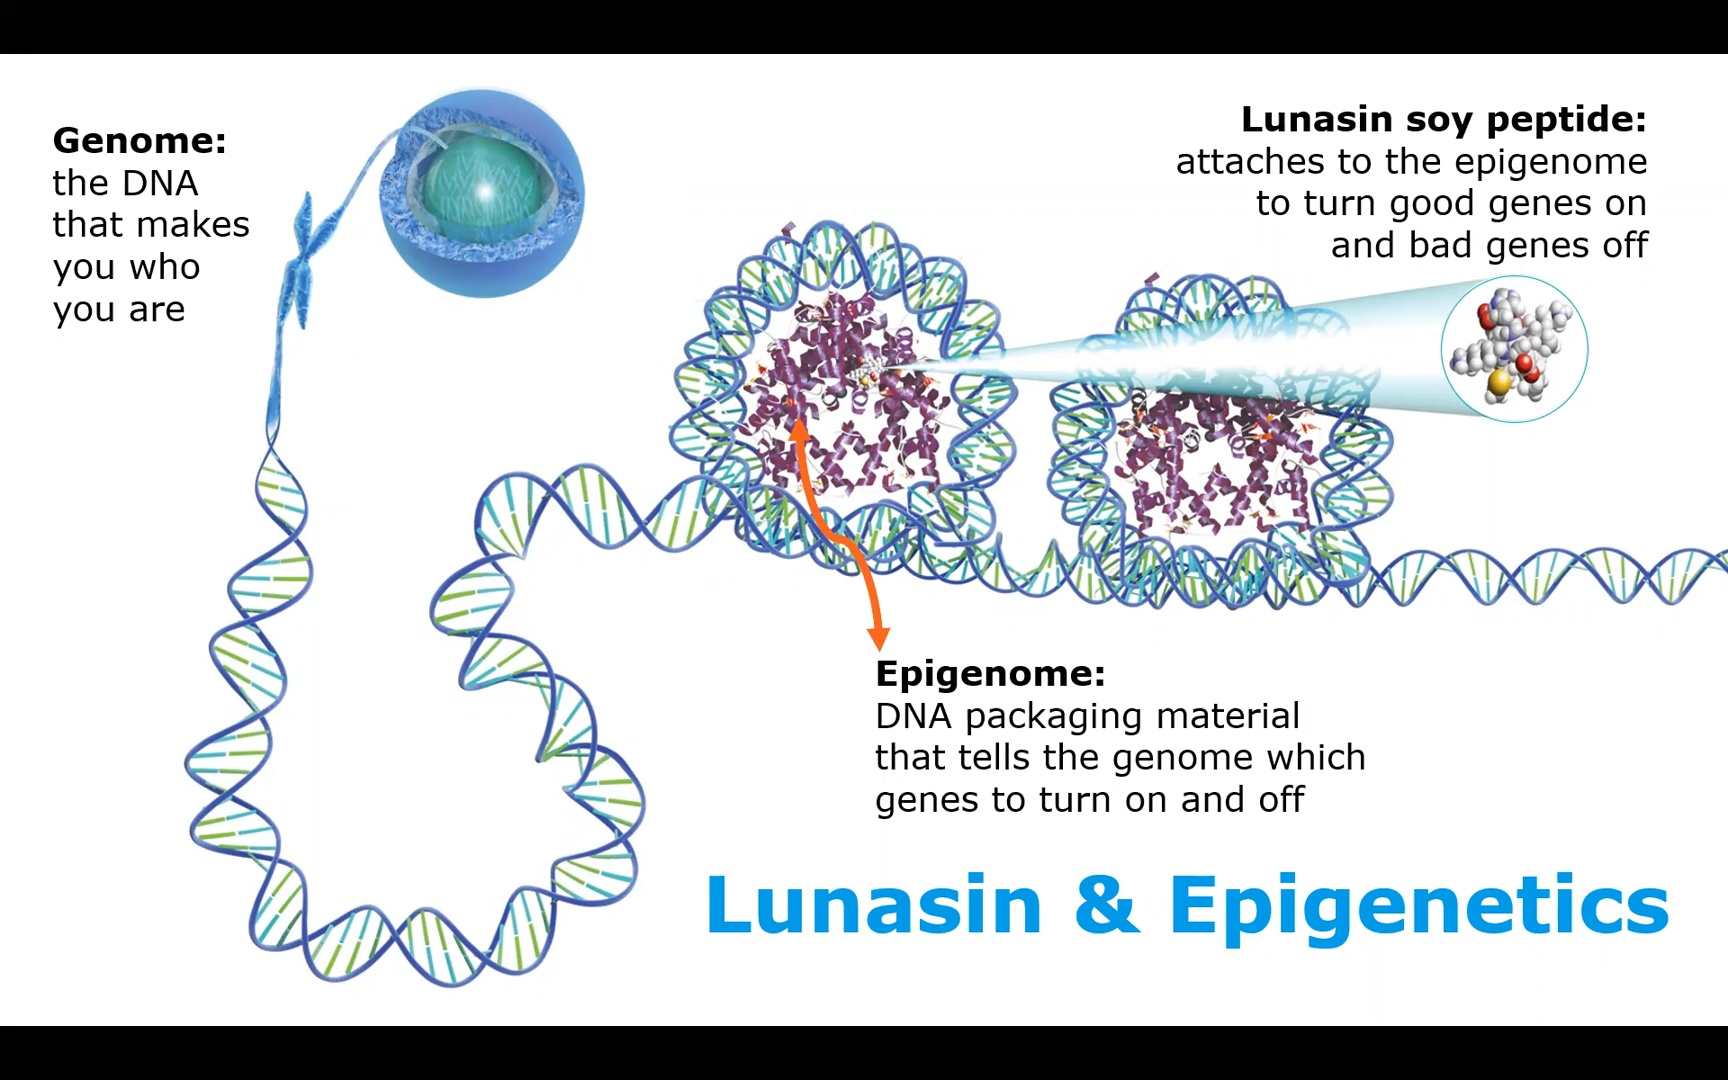 Genome:
the DNA
that makes
you who
you are
Lunasin soy peptide:
attaches to the epigenome
to turn good genes on
and bad genes off
Epigenome:
DNA packaging material
that tells the genome which
genes to turn on and off
Lunasin & Epigenetics